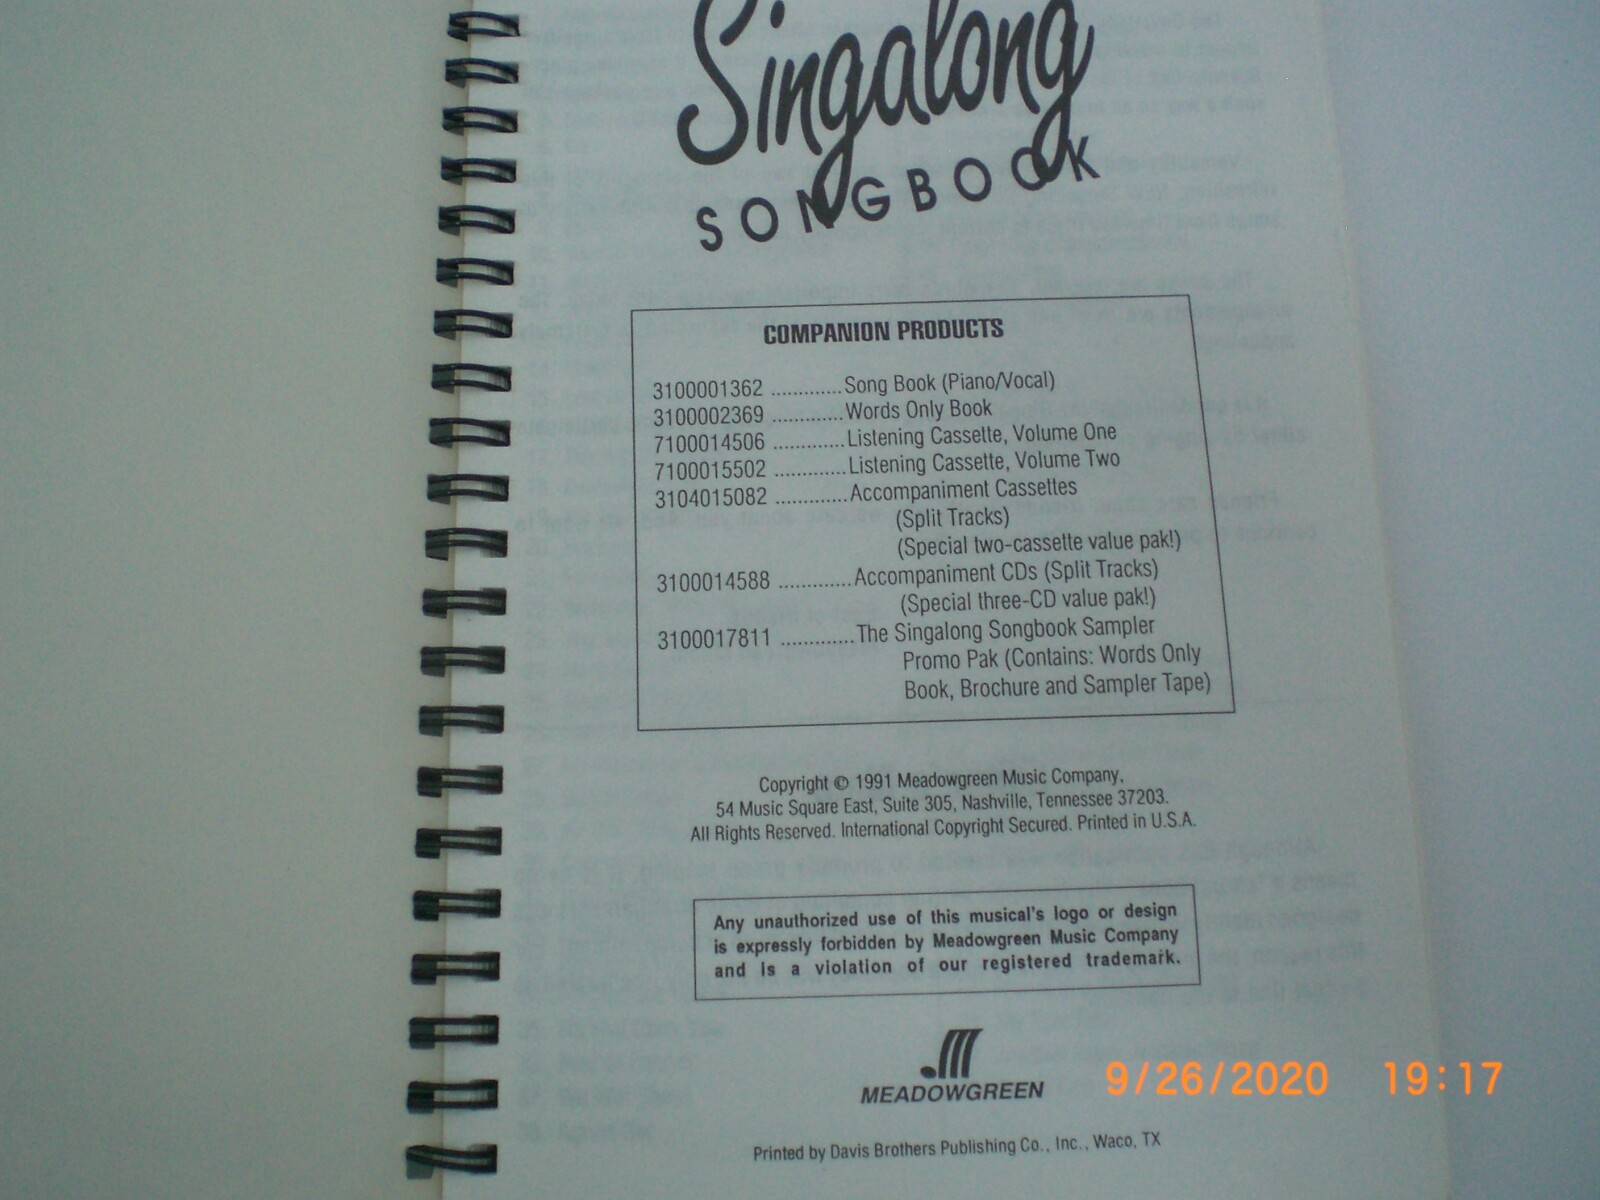 Singalong
SONGBOOK
COMPANION PRODUCTS
3100001362 ............Song Book (Piano/Vocal)
3100002369 ............Words Only Book
7100014506 ............Listening Cassette, Volume One
7100015502 ............Listening Cassette, Volume Two
3104015082 ............Accompaniment Cassettes
(Split Tracks)
(Special two-cassette value pak!)
3100014588 ............Accompaniment CDs (Split Tracks)
(Special three-CD value pak!)
3100017811 ............The Singalong Songbook Sampler
Promo Pak (Contains: Words Only
Book, Brochure and Sampler Tape)
Copyright © 1991 Meadowgreen Music Company,
54 Music Square East, Suite 305, Nashville, Tennessee 37203.
All Rights Reserved. International Copyright Secured. Printed in U.S.A.
Any unauthorized use of this musical's logo or design
is expressly forbidden by Meadowgreen Music Company
and is a violation of our registered trademark.
MEADOWGREEN
9/26/2020 19:17
Printed by Davis Brothers Publishing Co., Inc., Waco, TX